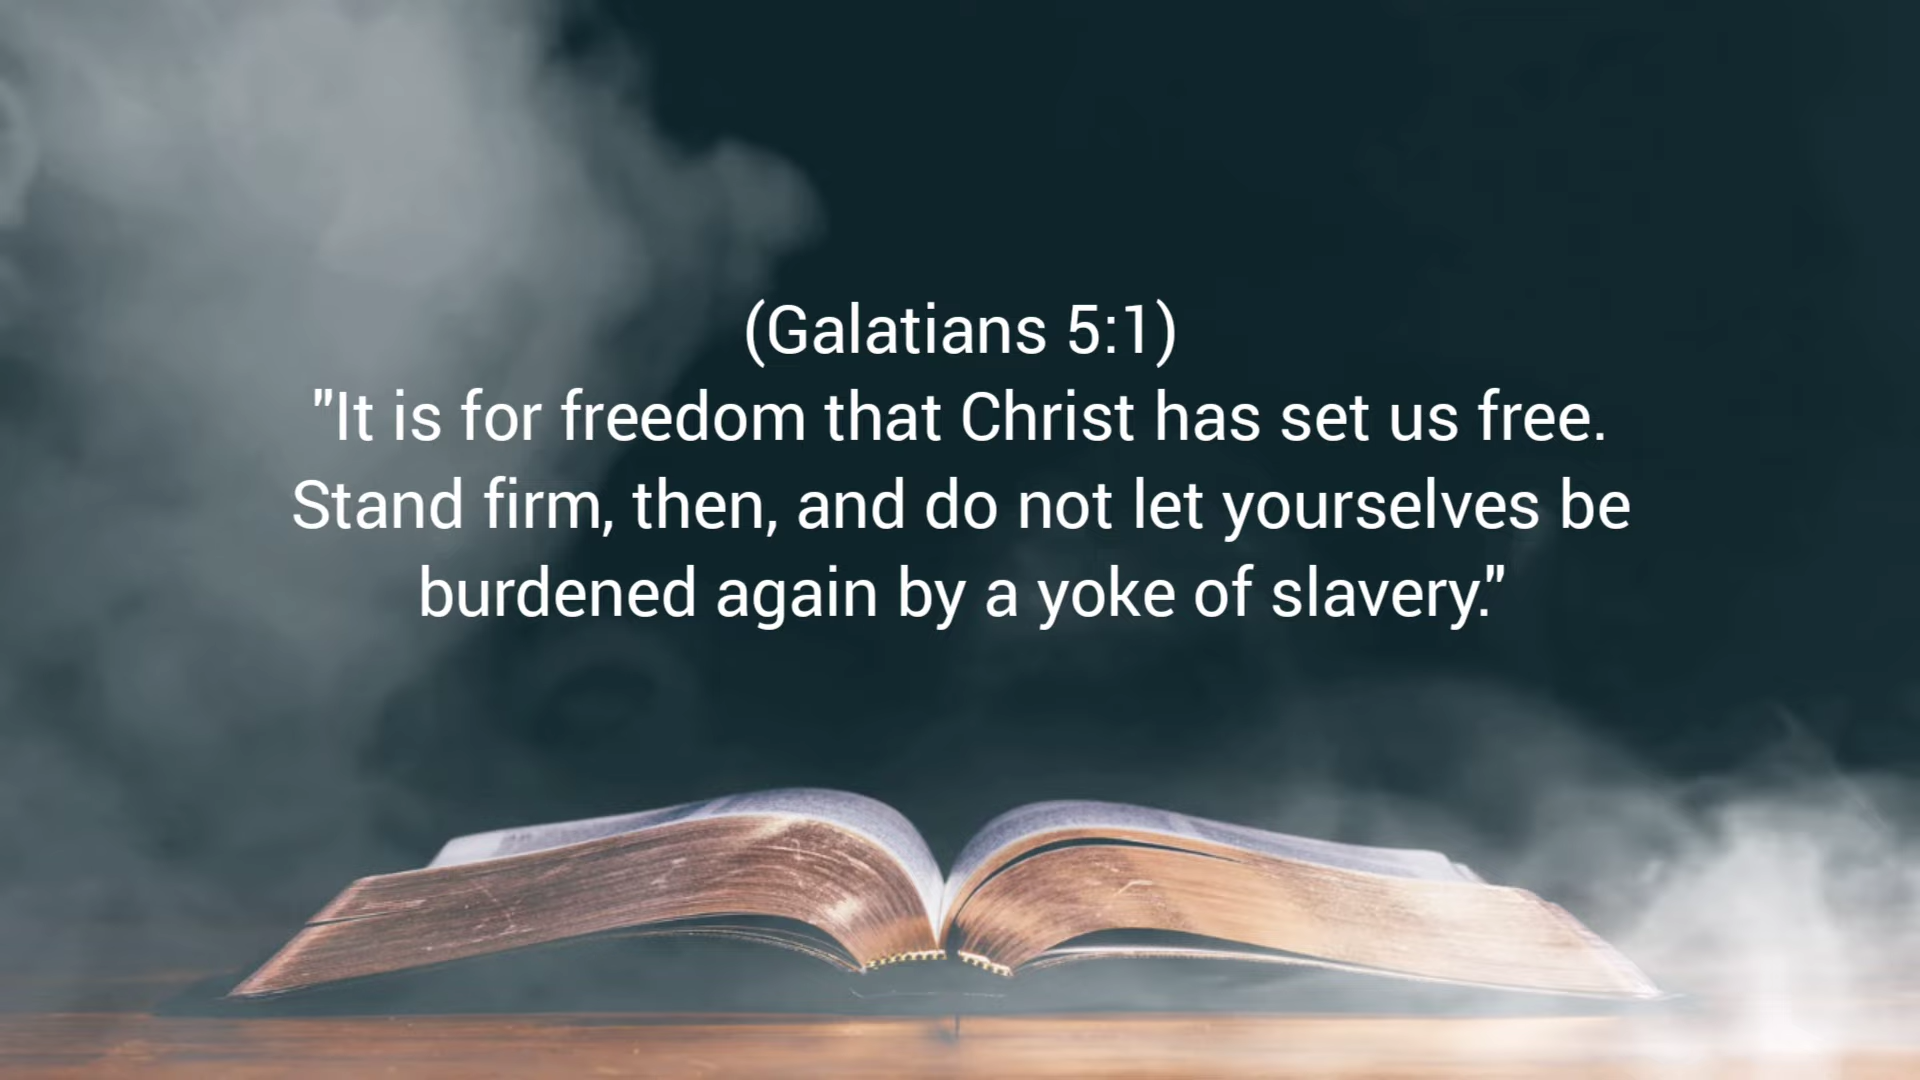 (Galatians 5:1)
"It is for freedom that Christ has set us free.
Stand firm, then, and do not let yourselves be
burdened again by a yoke of slavery."